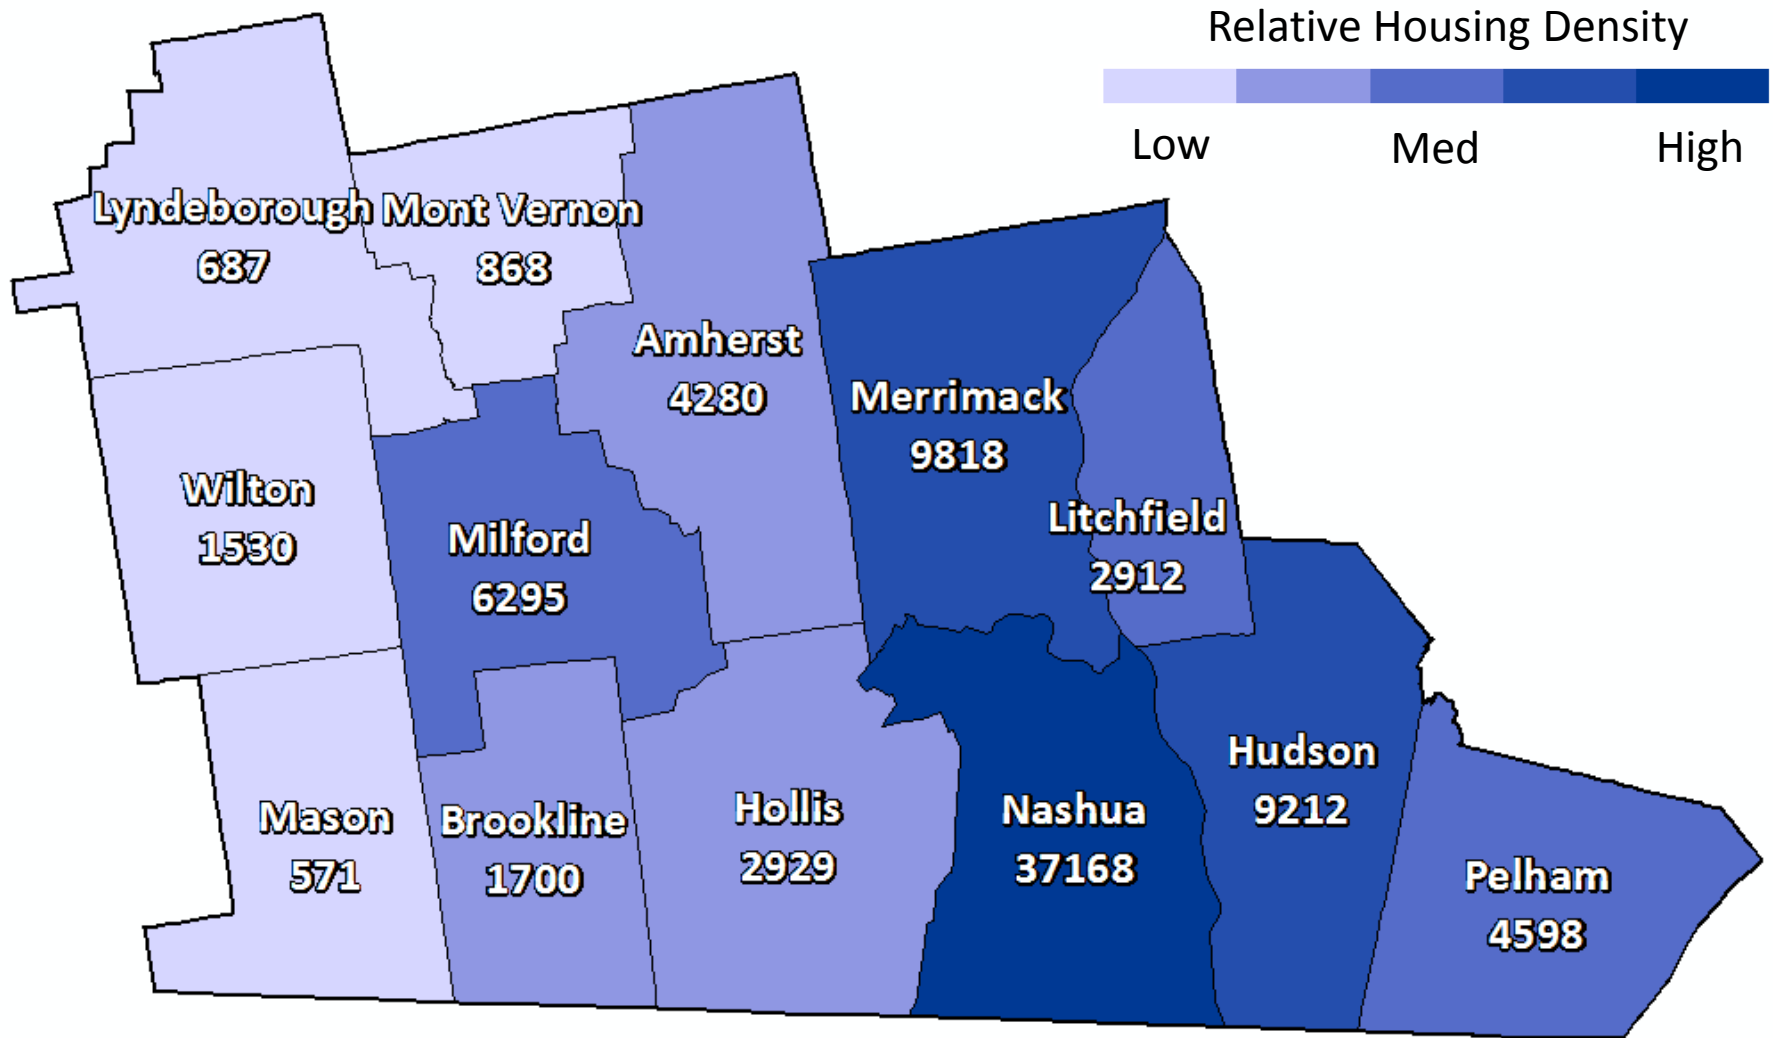 Relative Housing Density
Low Med High
Lyndeborough
687
Mont Vernon
868
Amherst
4280
Merrimack
9818
Litchfield
2912
Wilton
1530
Milford
6295
Mason
571
Brookline
1700
Hollis
2929
Nashua
37168
Hudson
9212
Pelham
4598